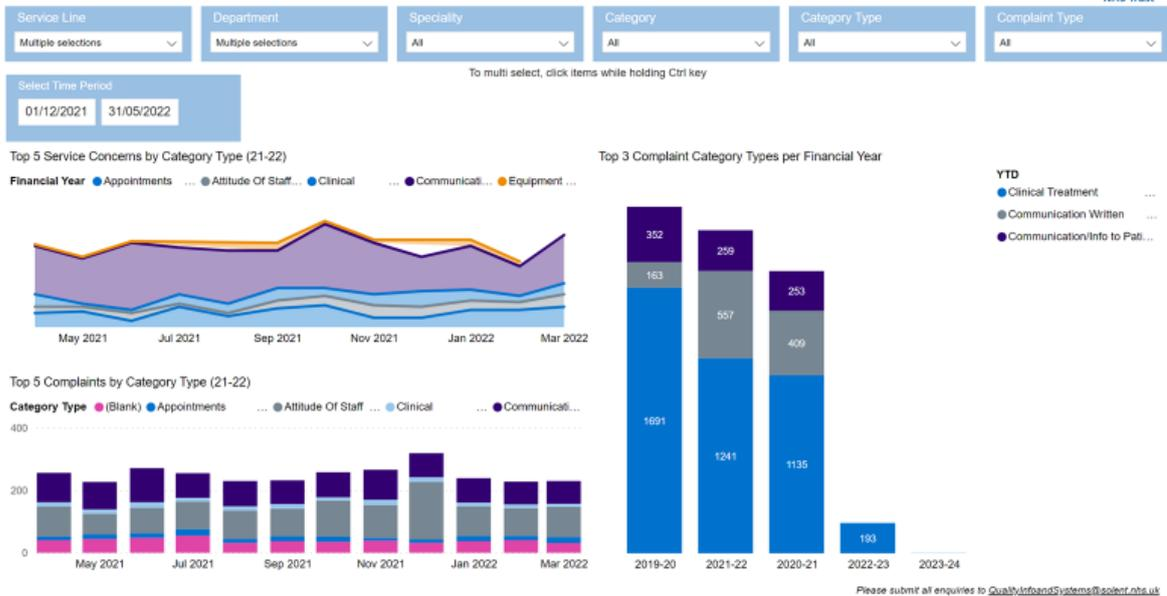 Service Line
Department
Speciality
Category
Category Type
Complaint Type
Multiple selections
Multiple selections
All
All
All
All
To multi select, click items while holding Ctrl key
Select Time Period
01/12/2021 31/05/2022
Top 5 Service Concerns by Category Type (21-22)
Financial Year Appointments ... Attitude Of Staff... Clinical ... Communicati... Equipment ...
May 2021 Jul 2021 Sep 2021 Nov 2021 Jan 2022 Mar 2022
Top 5 Complaints by Category Type (21-22)
Category Type (Blank) Appointments ... Attitude Of Staff ... Clinical ... Communicati...
400
200
0
May 2021 Jul 2021 Sep 2021 Nov 2021 Jan 2022 Mar 2022
Top 3 Complaint Category Types per Financial Year
YTD
Clinical Treatment ...
Communication Written ...
Communication/Info to Pati...
352
163
1691
259
557
1241
253
409
1135
193
2019-20 2021-22 2020-21 2022-23 2023-24
Please submit all enquiries to QualityInfoandSystems@solent.nhs.uk